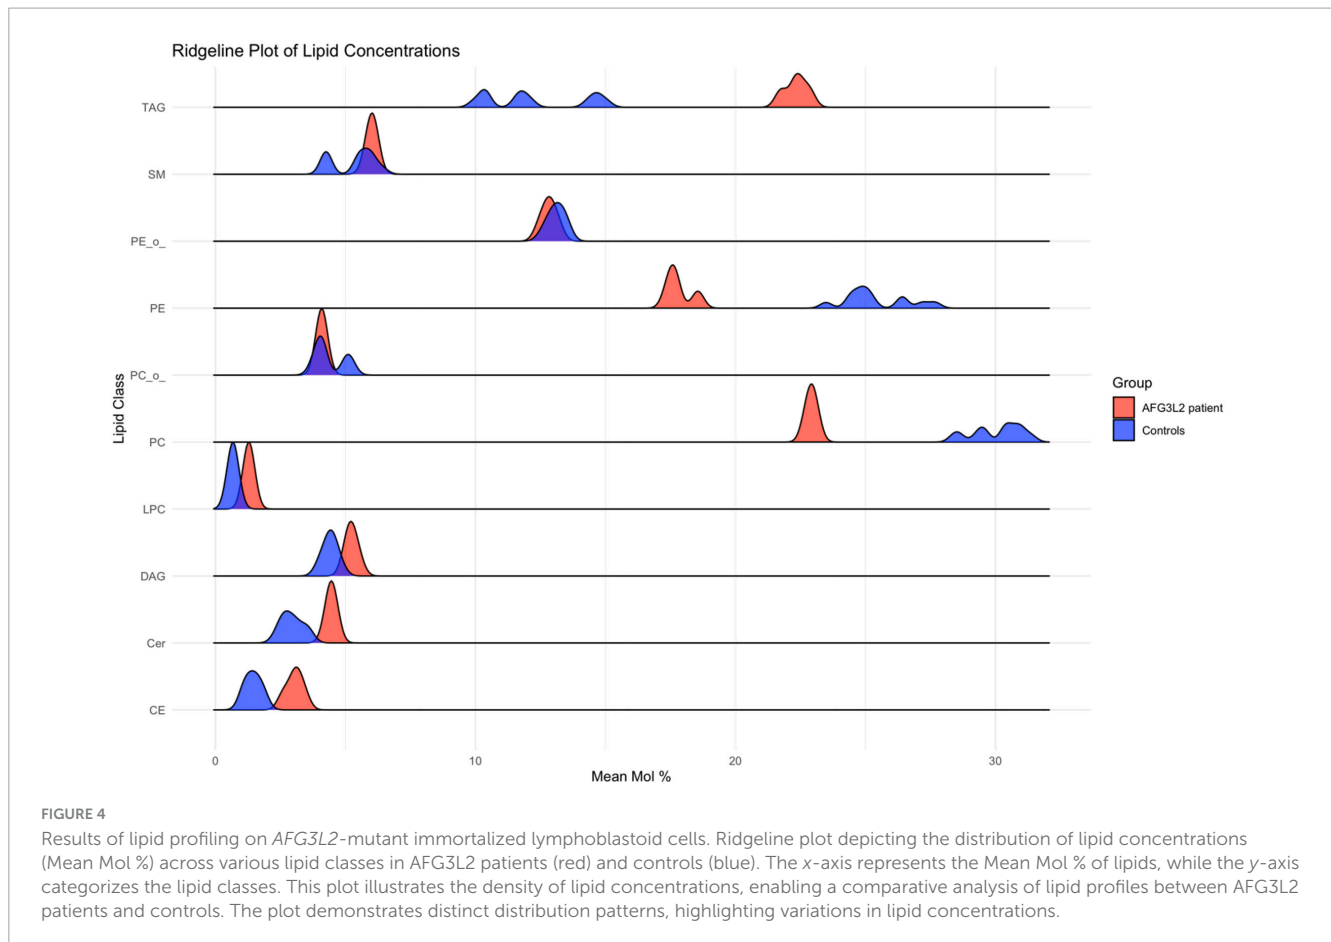 Ridgeline Plot of Lipid Concentrations
TAG
SM
PE_o_
PE
PC_o_
PC
LPC
DAG
Cer
CE
Lipid Class
0 10 20 30
Mean Mol %
Group
AFG3L2 patient
Controls
FIGURE 4
Results of lipid profiling on AFG3L2-mutant immortalized lymphoblastoid cells. Ridgeline plot depicting the distribution of lipid concentrations
(Mean Mol %) across various lipid classes in AFG3L2 patients (red) and controls (blue). The x-axis represents the Mean Mol % of lipids, while the y-axis
categorizes the lipid classes. This plot illustrates the density of lipid concentrations, enabling a comparative analysis of lipid profiles between AFG3L2
patients and controls. The plot demonstrates distinct distribution patterns, highlighting variations in lipid concentrations.